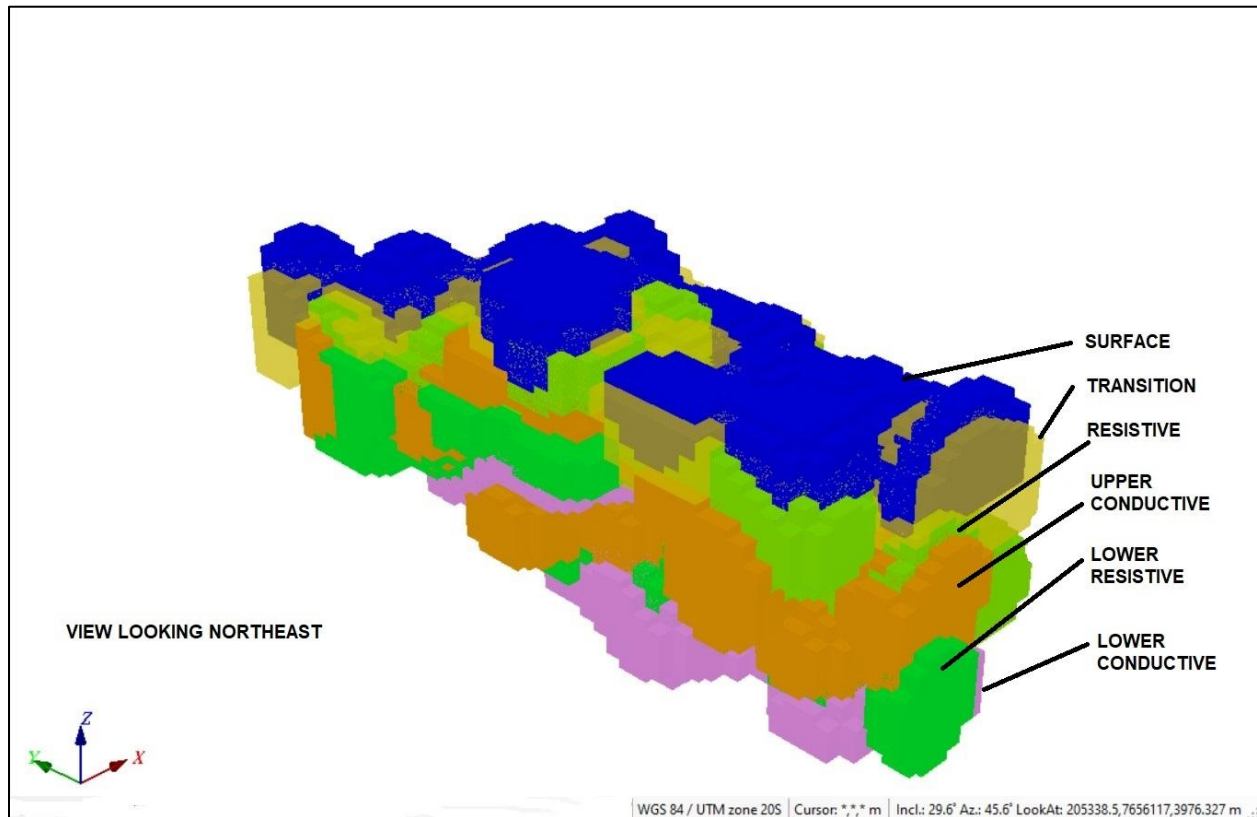 SURFACE
TRANSITION
RESISTIVE
UPPER
CONDUCTIVE
LOWER
RESISTIVE
VIEW LOOKING NORTHEAST
LOWER
CONDUCTIVE
Z
Y
X
WGS 84 / UTM zone 20S Cursor: *,*,* m Incl.: 29.6° Az.: 45.6° LookAt: 205338.5,7656117,3976.327 m